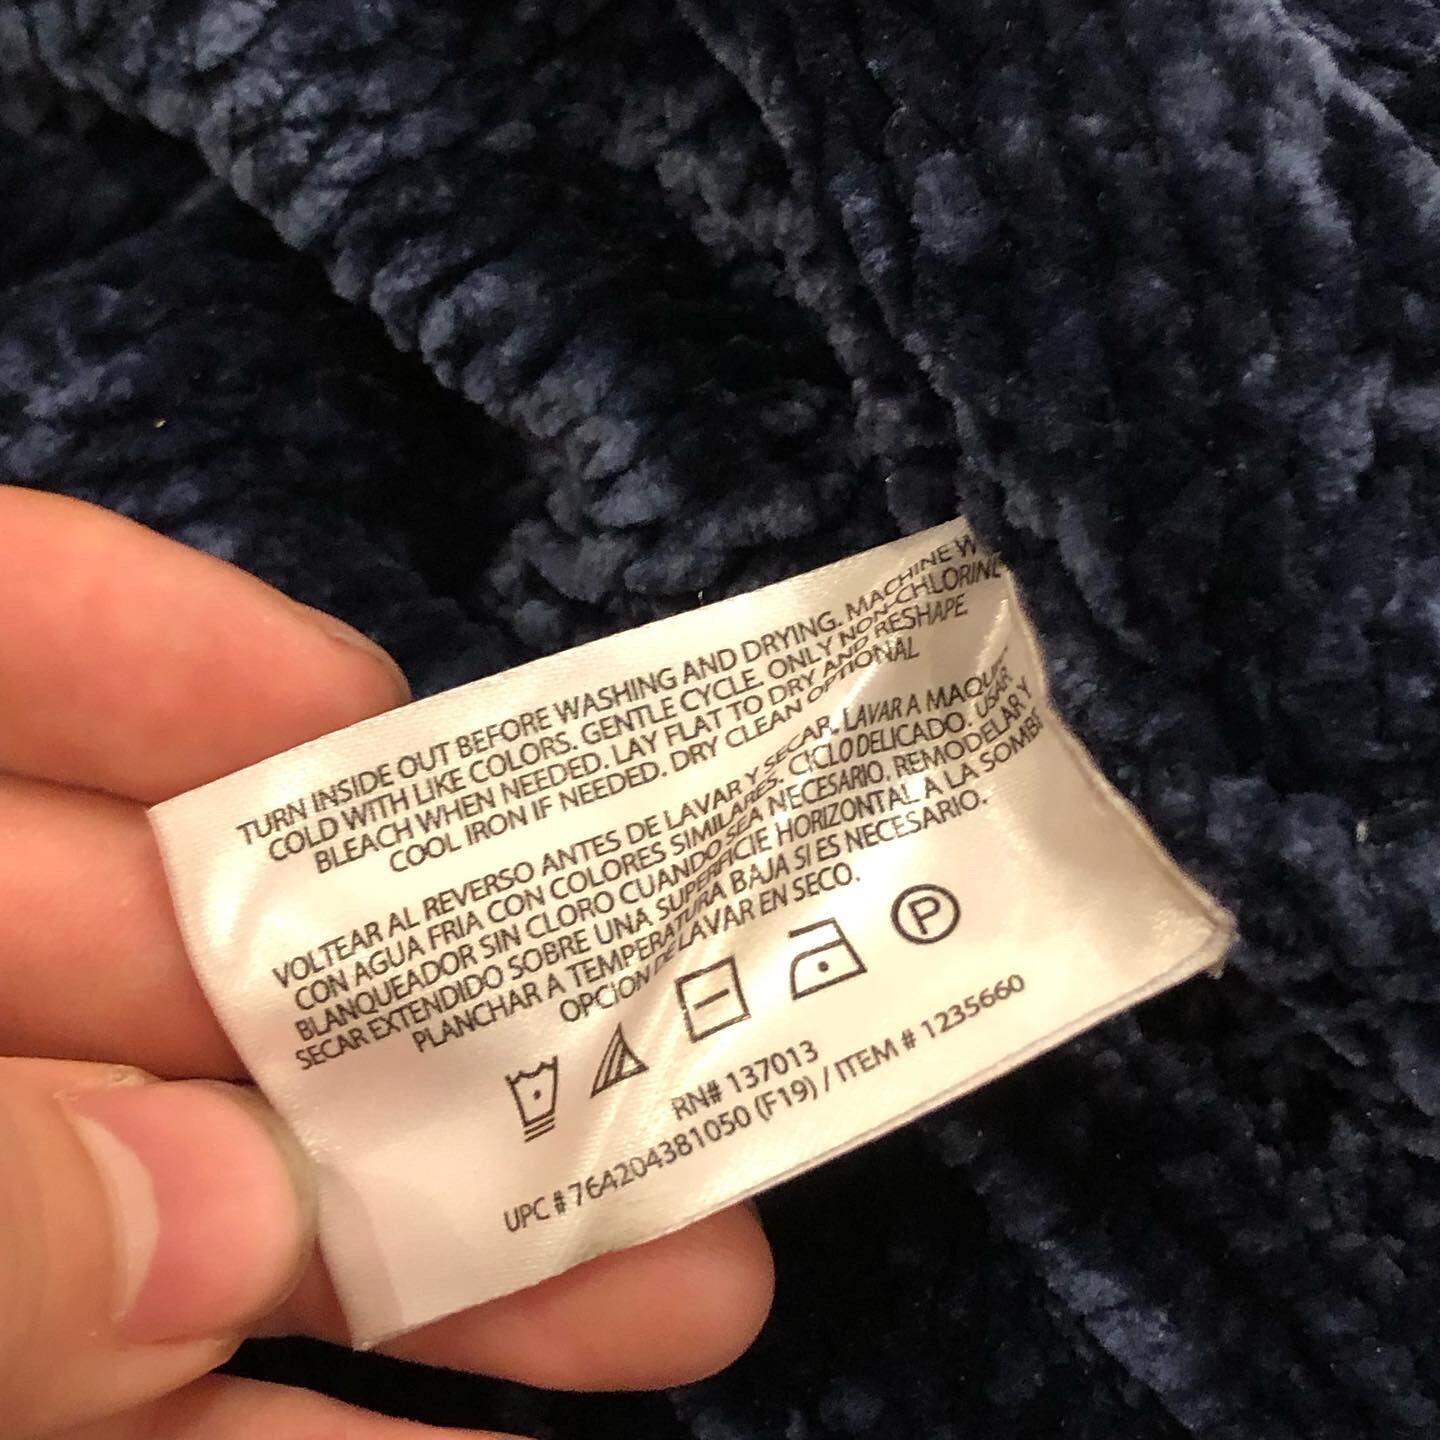 TURN INSIDE OUT BEFORE WASHING AND DRYING. MACHINE
COLD WITH LIKE COLORS. GENTLE CYCLE. ONLY NON-CHLORINE
BLEACH WHEN NEEDED. LAY FLAT TO DRY AND RESHAPE
COOL IRON IF NEEDED. DRY CLEAN OPTIONAL
VOLTEAR AL REVERSO ANTES DE LAVAR Y SECAR. LAVAR A
CON AGUA FRIA CON COLORES SIMILARES. CICLO DELICADO. USAR
BLANQUEADOR SIN CLORO CUANDO SEA NECESARIO. REMODELAR Y
SECAR EXTENDIDO SOBRE UNA SUPERFICIE HORIZONTAL A LA
PLANCHAR A TEMPERATURA BAJA SI ES NECESARIO.
OPCION DE LAVAR EN SECO.
P
RN# 137013
UPC # 764204381050 (F19) / ITEM # 1235660